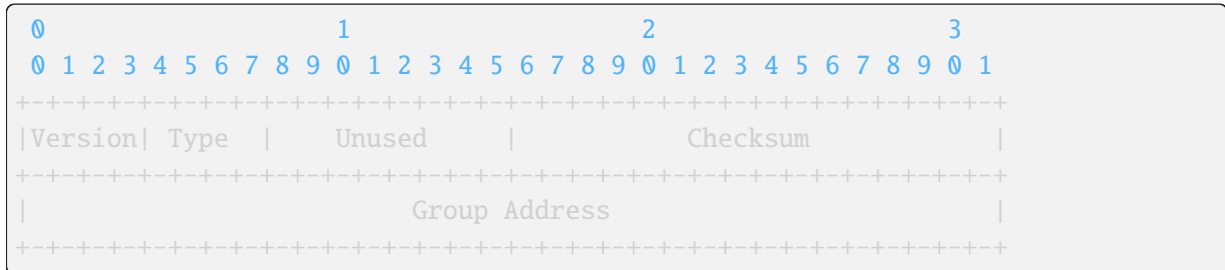 0                   1                   2                   3
 0 1 2 3 4 5 6 7 8 9 0 1 2 3 4 5 6 7 8 9 0 1 2 3 4 5 6 7 8 9 0 1
+-+-+-+-+-+-+-+-+-+-+-+-+-+-+-+-+-+-+-+-+-+-+-+-+-+-+-+-+-+-+-+-+
|Version| Type  |    Unused     |           Checksum            |
+-+-+-+-+-+-+-+-+-+-+-+-+-+-+-+-+-+-+-+-+-+-+-+-+-+-+-+-+-+-+-+-+
|                         Group Address                         |
+-+-+-+-+-+-+-+-+-+-+-+-+-+-+-+-+-+-+-+-+-+-+-+-+-+-+-+-+-+-+-+-+